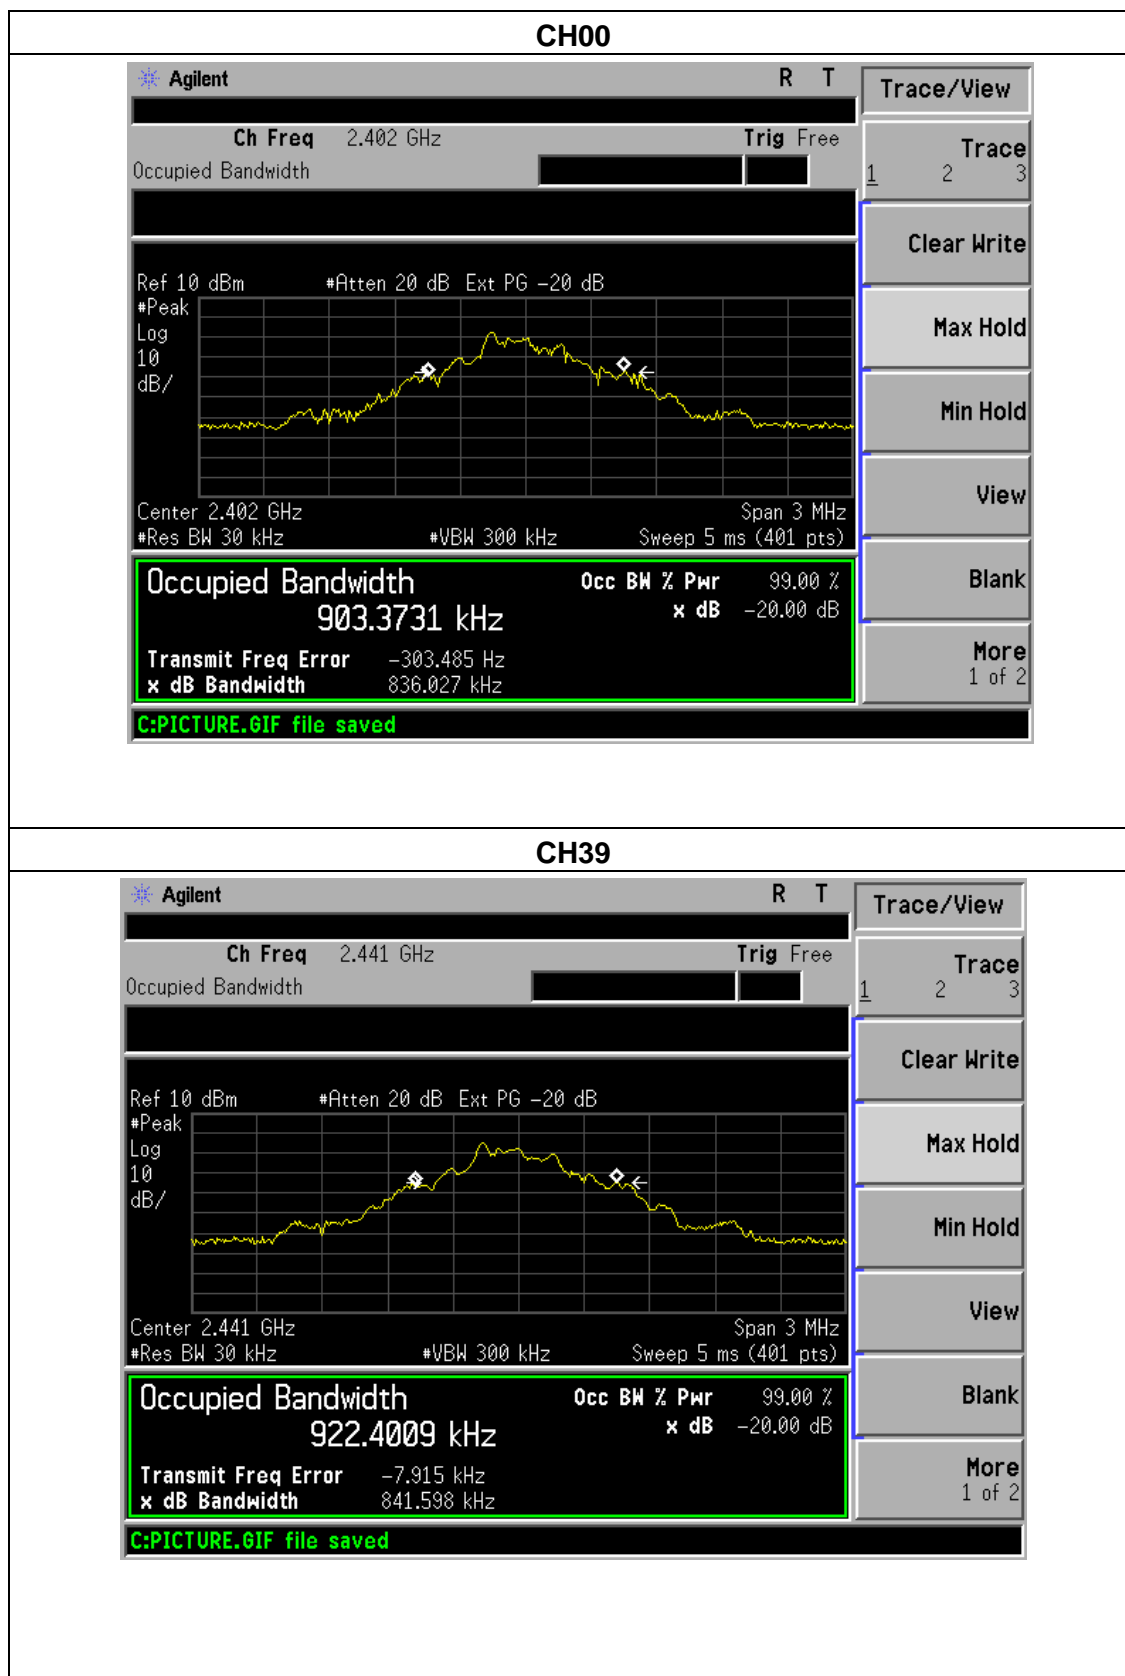 CH00
Agilent R T
Trace/View
Ch Freq 2.402 GHz Trig Free
Occupied Bandwidth
Trace
1 2 3
Clear Write
Ref 10 dBm #Atten 20 dB Ext PG -20 dB
#Peak
Log
10
dB/
Max Hold
Min Hold
View
Center 2.402 GHz Span 3 MHz
#Res BW 30 kHz #VBW 300 kHz Sweep 5 ms (401 pts)
Occupied Bandwidth Occ BW % Pwr 99.00 %
903.3731 kHz x dB -20.00 dB
Blank
Transmit Freq Error -303.485 Hz
x dB Bandwidth 836.027 kHz
More
1 of 2
C:PICTURE.GIF file saved
CH39
Agilent R T
Trace/View
Ch Freq 2.441 GHz Trig Free
Occupied Bandwidth
Trace
1 2 3
Clear Write
Ref 10 dBm #Atten 20 dB Ext PG -20 dB
#Peak
Log
10
dB/
Max Hold
Min Hold
View
Center 2.441 GHz Span 3 MHz
#Res BW 30 kHz #VBW 300 kHz Sweep 5 ms (401 pts)
Occupied Bandwidth Occ BW % Pwr 99.00 %
922.4009 kHz x dB -20.00 dB
Blank
Transmit Freq Error -7.915 kHz
x dB Bandwidth 841.598 kHz
More
1 of 2
C:PICTURE.GIF file saved